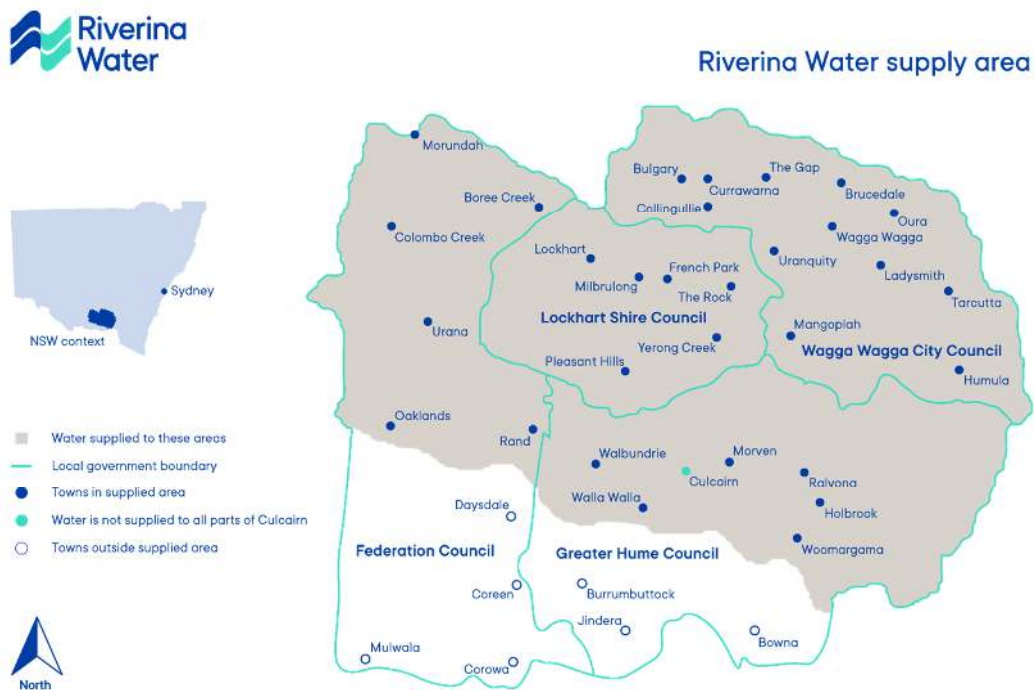 Riverina
Water
Riverina Water supply area
Morundah
Bulgary
Currawarna
The Gap
Brucedale
Boree Creek
Collingullie
Oura
Colombo Creek
Wagga Wagga
Lockhart
Uranquity
Ladysmith
French Park
Milbrulong
The Rock
Tarcutta
Sydney
NSW context
Urana
Lockhart Shire Council
Mangoplah
Yerong Creek
Wagga Wagga City Council
Pleasant Hills
Humula
Oaklands
Rand
Water supplied to these areas
Local government boundary
Towns in supplied area
Water is not supplied to all parts of Culcairn
Towns outside supplied area
Walbundrie
Morven
Culcairn
Ralvona
Walla Walla
Holbrook
Daysdale
Woomargama
Federation Council
Greater Hume Council
Coreen
Burrumbuttock
Jindera
Bowna
Mulwala
Corowa
North